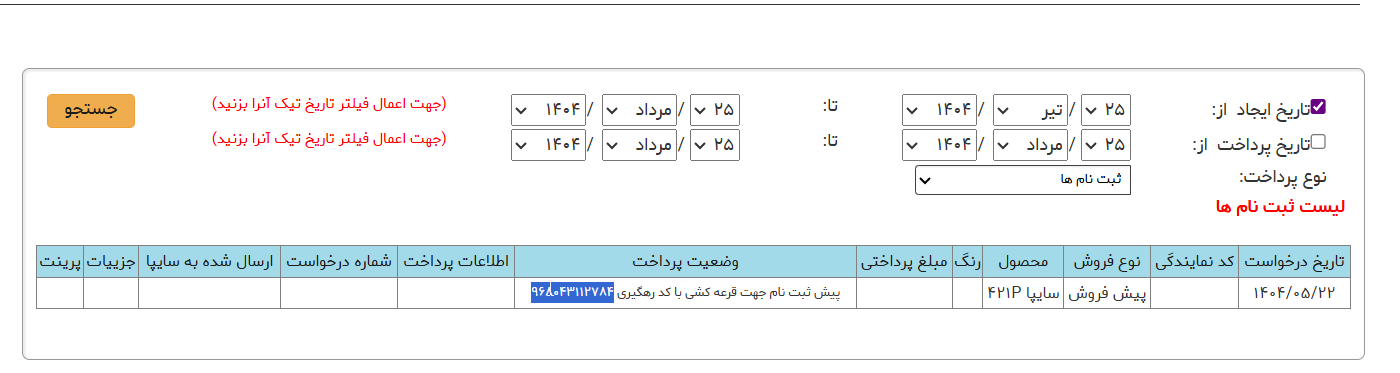 تاریخ ایجاد از: ۲۵ / تیر / ۱۴۰۴ تا: ۲۵ / مرداد / ۱۴۰۴ (جهت اعمال فیلتر تاریخ تیک آنرا بزنید) جستجو
تاریخ پرداخت از: ۲۵ / مرداد / ۱۴۰۴ تا: ۲۵ / مرداد / ۱۴۰۴ (جهت اعمال فیلتر تاریخ تیک آنرا بزنید)
نوع پرداخت: ثبت نام ها
لیست ثبت نام ها
تاریخ درخواست کد نمایندگی نوع فروش محصول رنگ مبلغ پرداختی وضعیت پرداخت اطلاعات پرداخت شماره درخواست ارسال شده به سایپا جزییات پرینت
۱۴۰۴/۰۵/۲۲ پیش فروش سایپا ۴۲۱P پیش ثبت نام جهت قرعه کشی با کد رهگیری ۹۶۸۰۴۳۱۱۲۷۸۴